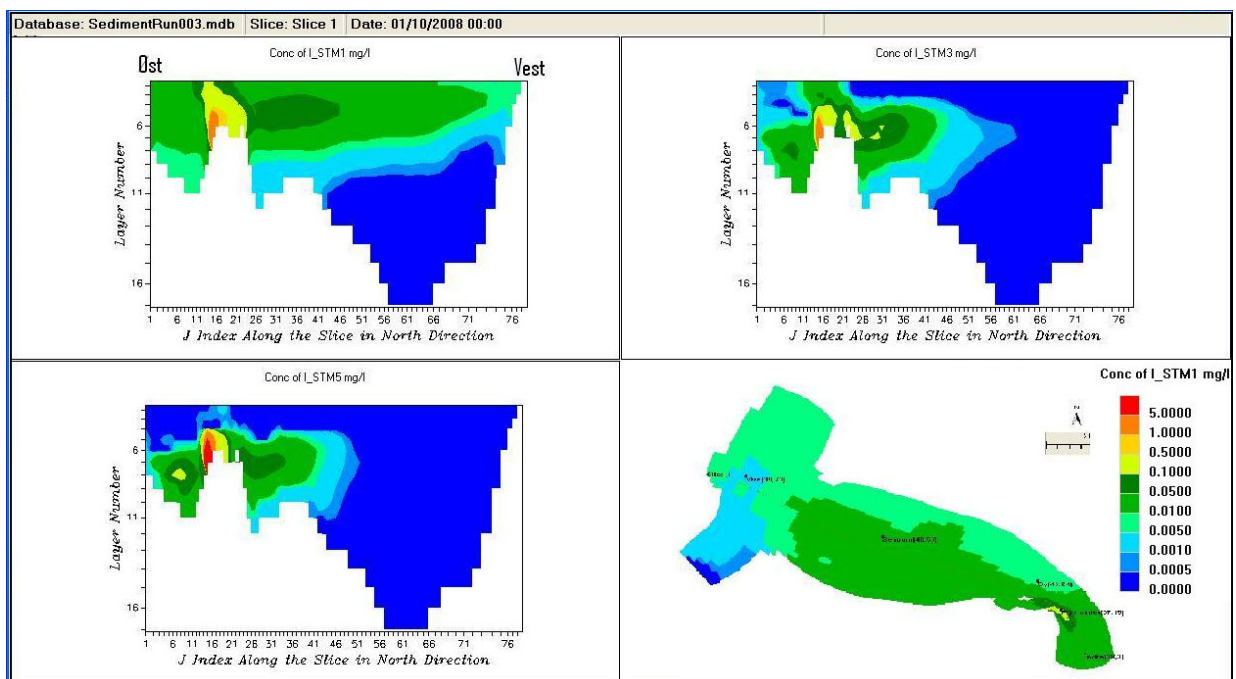 Database: SedimentRun003.mdb Slice: Slice 1 Date: 01/10/2008 00:00
Conc of I_STM1 mg/l
Øst Vest
Layer Number
6
11
16
1 6 11 16 21 26 31 36 41 46 51 56 61 66 71 76
J Index Along the Slice in North Direction
Conc of I_STM3 mg/l
Layer Number
6
11
16
1 6 11 16 21 26 31 36 41 46 51 56 61 66 71 76
J Index Along the Slice in North Direction
Conc of I_STM5 mg/l
Layer Number
6
11
16
1 6 11 16 21 26 31 36 41 46 51 56 61 66 71 76
J Index Along the Slice in North Direction
Conc of I_STM1 mg/l
5.0000
1.0000
0.5000
0.1000
0.0500
0.0100
0.0050
0.0010
0.0005
0.0000